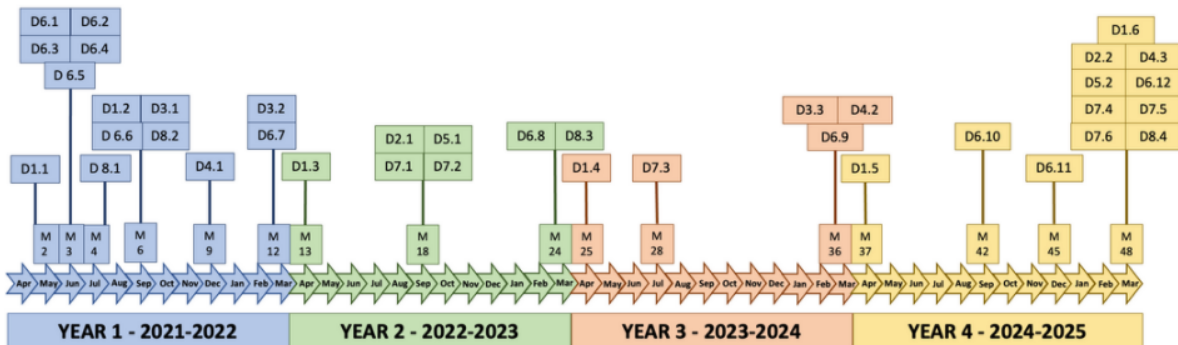 D6.1 D6.2
D6.3 D6.4
D 6.5
D1.6
D2.2 D4.3
D5.2 D6.12
D7.4 D7.5
D7.6 D8.4
D1.2 D3.1
D 6.6 D8.2
D3.2
D6.7
D3.3 D4.2
D6.9
D2.1 D5.1
D7.1 D7.2
D6.8 D8.3
D6.10
D1.1
D 8.1
D4.1
D1.3
D1.4
D7.3
D1.5
D6.11
M 2
M 3
M 4
M 6
M 9
M 12
M 13
M 18
M 24
M 25
M 28
M 36
M 37
M 42
M 45
M 48
Apr May Jun Jul Aug Sep Oct Nov Dec Jan Feb Mar Apr May Jun Jul Aug Sep Oct Nov Dec Jan Feb Mar Apr May Jun Jul Aug Sep Oct Nov Dec Jan Feb Mar Apr May Jun Jul Aug Sep Oct Nov Dec Jan Feb Mar
YEAR 1 - 2021-2022 YEAR 2 - 2022-2023 YEAR 3 - 2023-2024 YEAR 4 - 2024-2025